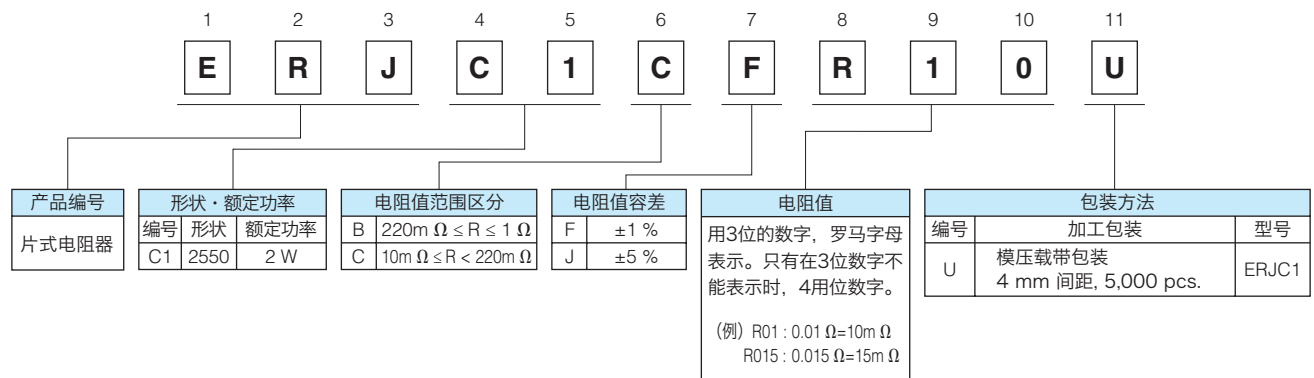 1 2 3 4 5 6 7 8 9 10 11
E R J C 1 C F R 1 0 U
产品编号
片式电阻器
形状・额定功率
编号 形状 额定功率
C1 2550 2 W
电阻值范围区分
B 220m Ω ≤ R ≤ 1 Ω
C 10m Ω ≤ R < 220m Ω
电阻值容差
F ±1 %
J ±5 %
电阻值
用3位的数字，罗马字母
表示。只有在3位数字不
能表示时，4用位数字。
(例) R01 : 0.01 Ω=10m Ω
R015 : 0.015 Ω=15m Ω
包装方法
编号 加工包装 型号
U 模压载带包装 ERJC1
4 mm 间距, 5,000 pcs.